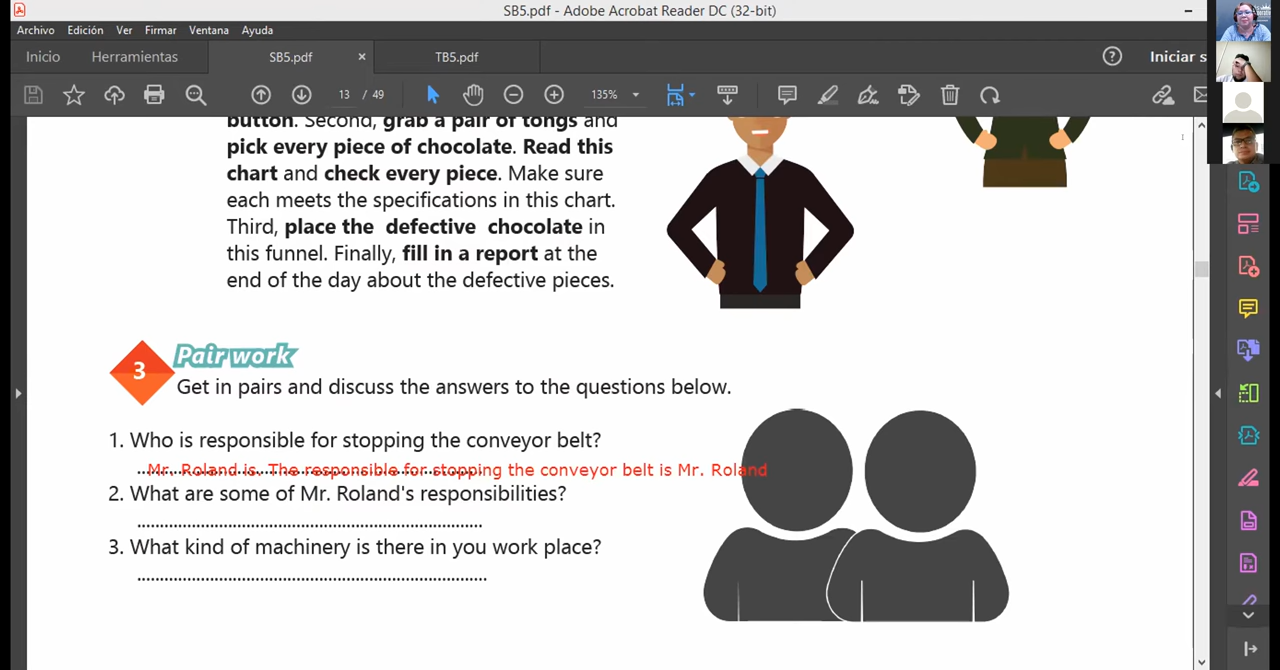 SB5.pdf - Adobe Acrobat Reader DC (32-bit)
Archivo Edición Ver Firmar Ventana Ayuda
Inicio Herramientas SB5.pdf × TB5.pdf Iniciar s
13 / 49 135%
button. Second, grab a pair of tongs and
pick every piece of chocolate. Read this
chart and check every piece. Make sure
each meets the specifications in this chart.
Third, place the defective chocolate in
this funnel. Finally, fill in a report at the
end of the day about the defective pieces.
3 Pair work
Get in pairs and discuss the answers to the questions below.
1. Who is responsible for stopping the conveyor belt?
Mr. Roland is. The responsible for stopping the conveyor belt is Mr. Roland
2. What are some of Mr. Roland's responsibilities?
3. What kind of machinery is there in you work place?